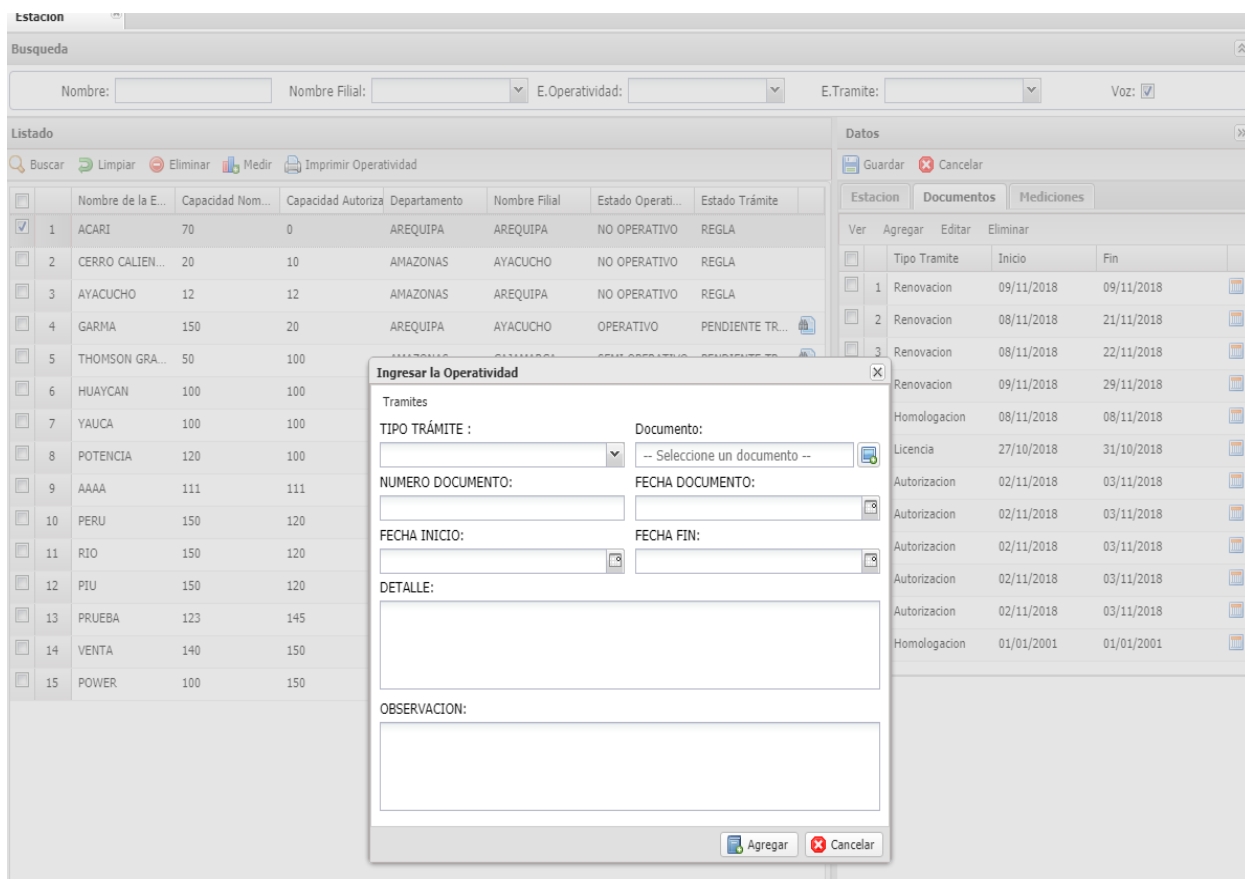 Estacion
Busqueda
Nombre: Nombre Filial: E.Operatividad: E.Tramite: Voz:
Listado
Buscar Limpiar Eliminar Medir Imprimir Operatividad
Nombre de la E... Capacidad Nom... Capacidad Autoriza Departamento Nombre Filial Estado Operati... Estado Trámite
1 ACARI 70 0 AREQUIPA AREQUIPA NO OPERATIVO REGLA
2 CERRO CALIEN... 20 10 AMAZONAS AYACUCHO NO OPERATIVO REGLA
3 AYACUCHO 12 12 AMAZONAS AREQUIPA NO OPERATIVO REGLA
4 GARMA 150 20 AREQUIPA AYACUCHO OPERATIVO PENDIENTE TR...
5 THOMSON GRA... 50 100 AMAZONAS CAJAMARCA SEMI OPERATIVO PENDIENTE TR...
6 HUAYCAN 100 100
7 YAUCA 100 100
8 POTENCIA 120 100
9 AAAA 111 111
10 PERU 150 120
11 RIO 150 120
12 PIU 150 120
13 PRUEBA 123 145
14 VENTA 140 150
15 POWER 100 150
Datos
Guardar Cancelar
Estacion Documentos Mediciones
Ver Agregar Editar Eliminar
Tipo Tramite Inicio Fin
1 Renovacion 09/11/2018 09/11/2018
2 Renovacion 08/11/2018 21/11/2018
3 Renovacion 08/11/2018 22/11/2018
Renovacion 09/11/2018 29/11/2018
Homologacion 08/11/2018 08/11/2018
Licencia 27/10/2018 31/10/2018
Autorizacion 02/11/2018 03/11/2018
Autorizacion 02/11/2018 03/11/2018
Autorizacion 02/11/2018 03/11/2018
Autorizacion 02/11/2018 03/11/2018
Autorizacion 02/11/2018 03/11/2018
Homologacion 01/01/2001 01/01/2001
Ingresar la Operatividad
Tramites
TIPO TRÁMITE : Documento:
-- Seleccione un documento --
NUMERO DOCUMENTO: FECHA DOCUMENTO:
FECHA INICIO: FECHA FIN:
DETALLE:
OBSERVACION:
Agregar Cancelar